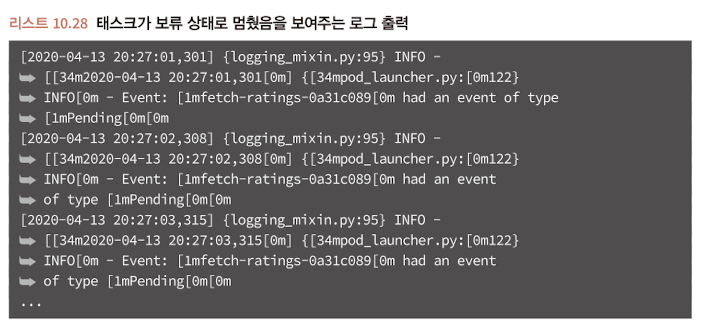 리스트 10.28 태스크가 보류 상태로 멈췄음을 보여주는 로그 출력
[2020-04-13 20:27:01,301] {logging_mixin.py:95} INFO -
➥ [[34m2020-04-13 20:27:01,301[0m] {[34mpod_launcher.py:[0m122}
➥ INFO[0m - Event: [1mfetch-ratings-0a31c089[0m had an event of type
➥ [1mPending[0m[0m
[2020-04-13 20:27:02,308] {logging_mixin.py:95} INFO -
➥ [[34m2020-04-13 20:27:02,308[0m] {[34mpod_launcher.py:[0m122}
➥ INFO[0m - Event: [1mfetch-ratings-0a31c089[0m had an event
➥ of type [1mPending[0m[0m
[2020-04-13 20:27:03,315] {logging_mixin.py:95} INFO -
➥ [[34m2020-04-13 20:27:03,315[0m] {[34mpod_launcher.py:[0m122}
➥ INFO[0m - Event: [1mfetch-ratings-0a31c089[0m had an event
➥ of type [1mPending[0m[0m
...